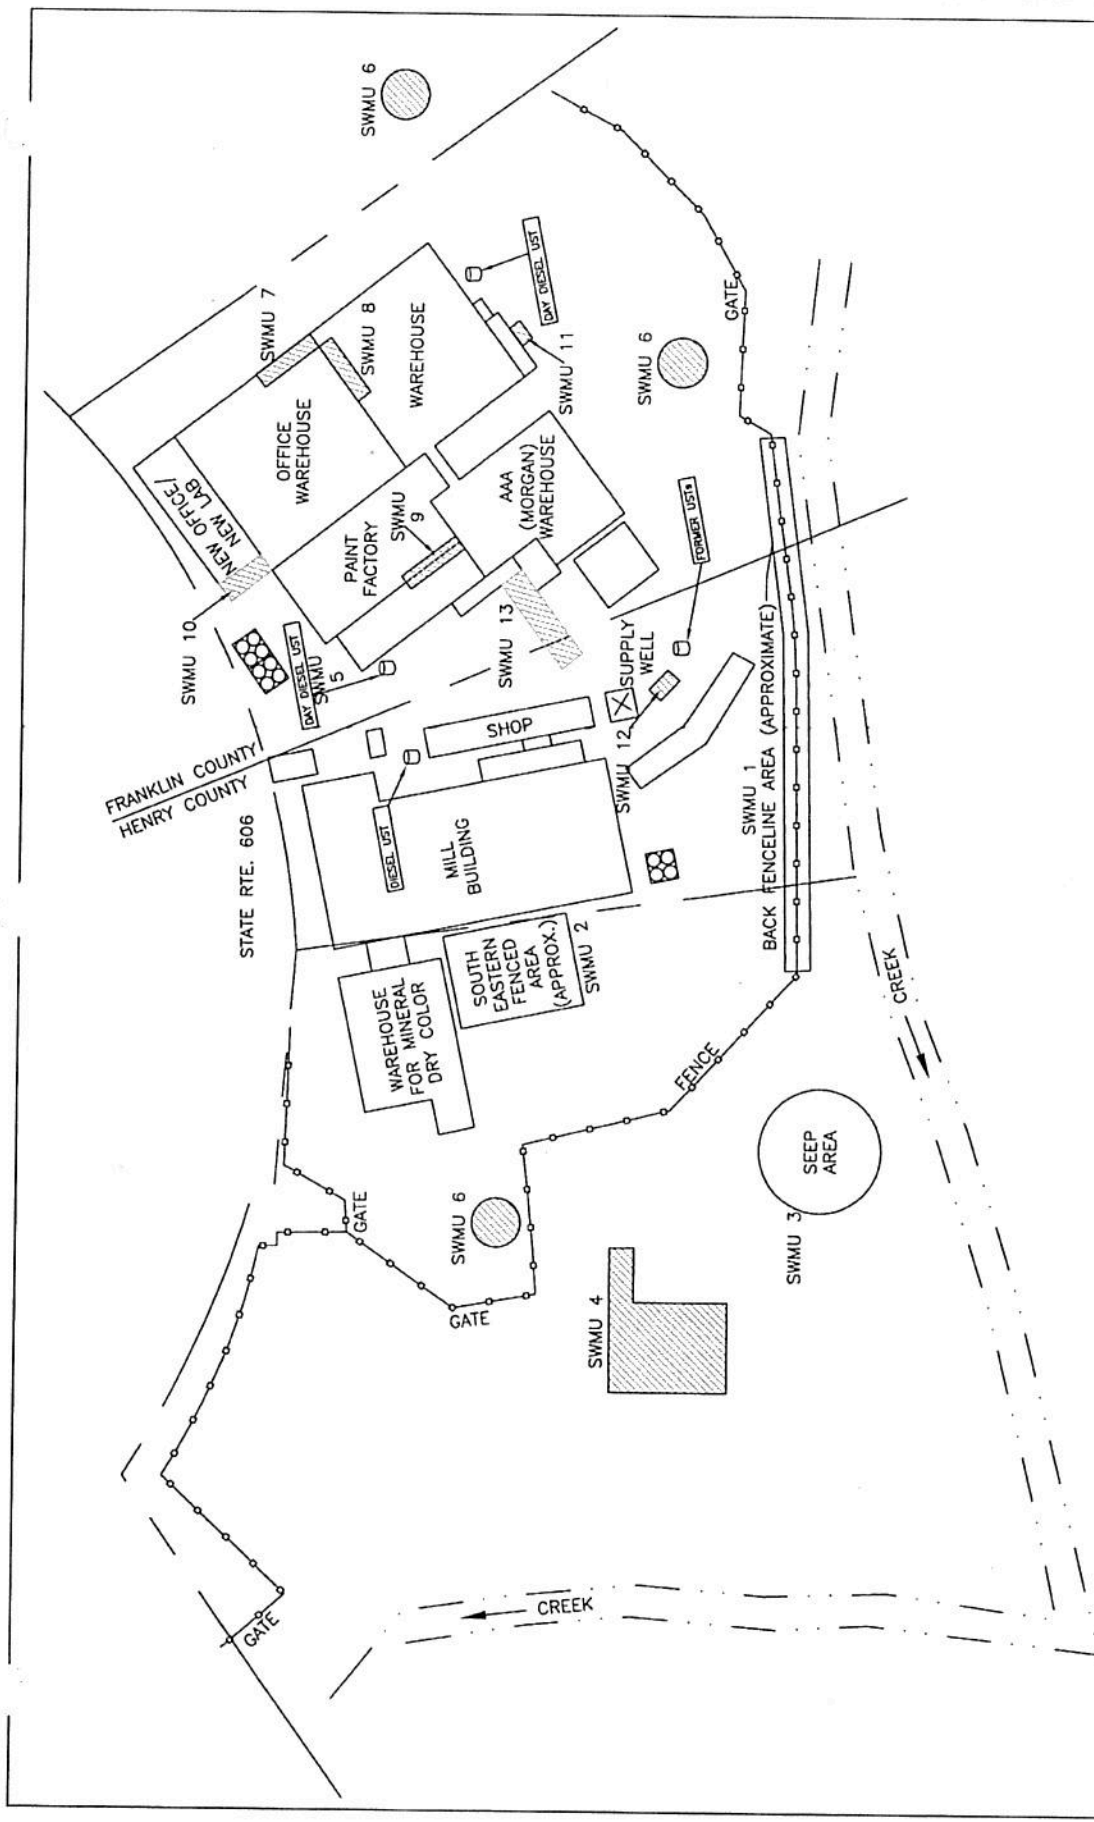 SWMU 6
SWMU 7
SWMU 8
WAREHOUSE
DAY DIESEL UST
SWMU 11
OFFICE
WAREHOUSE
NEW OFFICE/
NEW LAB
SWMU 10
PAINT
FACTORY
SWMU
9
AAA
(MORGAN)
WAREHOUSE
SWMU 6
GATE
FORMER USTs
DAY DIESEL UST
SWMU
5
SWMU 13
SUPPLY
WELL
SWMU 12
SHOP
FRANKLIN COUNTY
HENRY COUNTY
STATE RTE. 606
DIESEL UST
MILL
BUILDING
SWMU 1
BACK FENCELINE AREA (APPROXIMATE)
SOUTH
EASTERN
FENCED
AREA
(APPROX.)
SWMU 2
WAREHOUSE
FOR MINERAL
DRY COLOR
CREEK
FENCE
SEEP
AREA
SWMU 3
GATE
SWMU 6
GATE
SWMU 4
GATE
CREEK